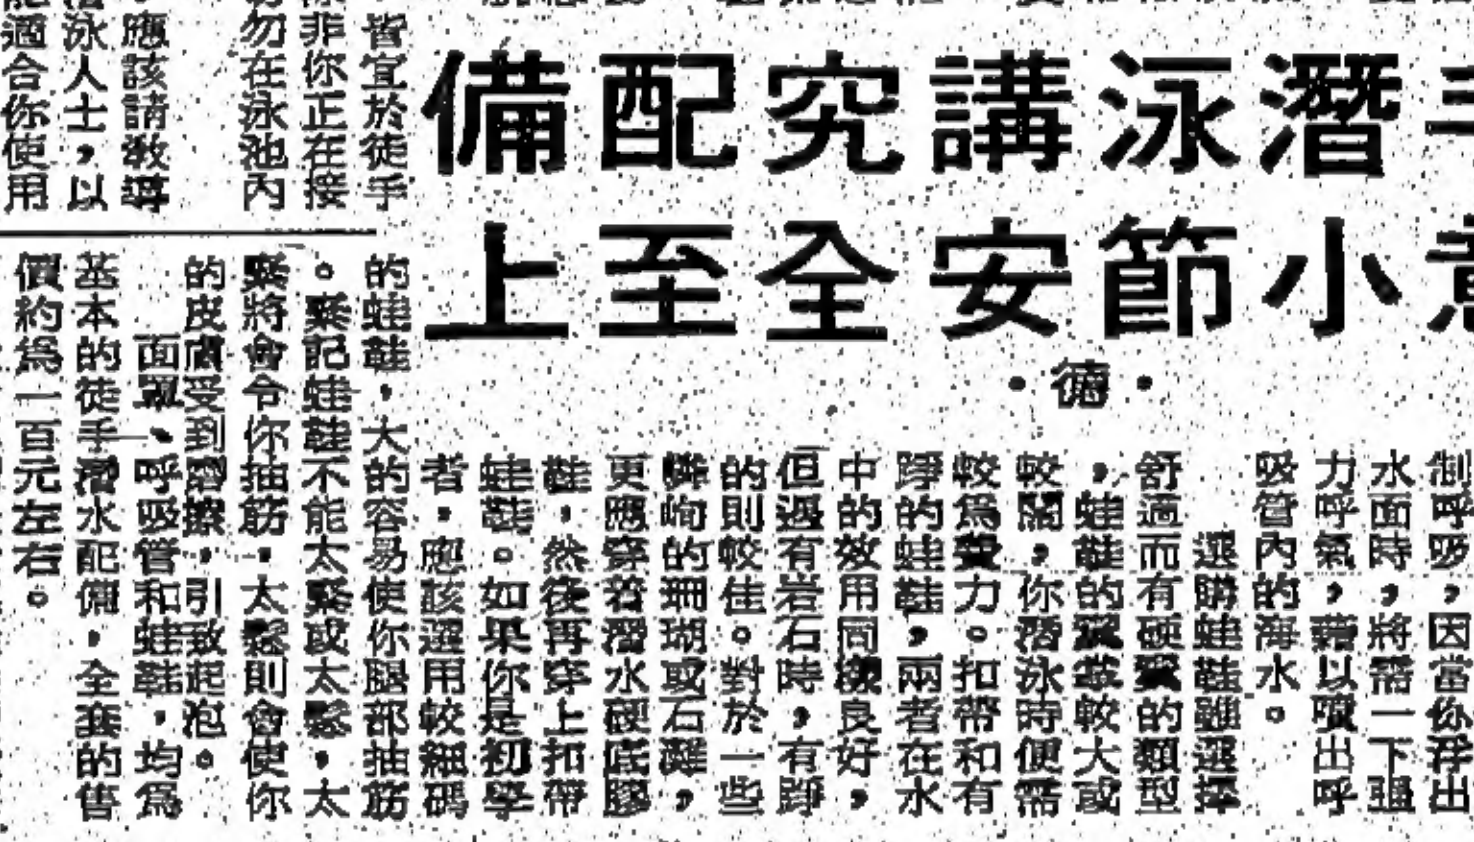 潛泳講究配備
小節安全至上
·德·
皆宜於徒手
非你正在接
勿在泳池內
,應該請教導
泳人士,以
適合你使用
制呼吸,因當你浮出
水面時,將需一下強
力呼氣,藉以噴出呼
吸管內的海水。
選購蛙鞋雖選擇
舒適而有硬翼的類型
,蛙鞋的翼葉較大或
較闊,你潛泳時便需
較爲費力。扣帶和有
踭的蛙鞋,兩者在水
中的效用同樣良好,
但遇有岩石時,有踭
的則較佳。對於一些
嶙峋的珊瑚或石灘,
更應穿着潛水硬底膠
鞋,然後再穿上扣帶
蛙鞋。如果你是初學
者,應該選用較細碼
的蛙鞋,大的容易使你腿部抽筋
。緊記蛙鞋不能太緊或太鬆,太
緊將會令你抽筋,太鬆則會使你
的皮膚受到磨擦,引致起泡。
面罩、呼吸管和蛙鞋,均爲
基本的徒手潛水配備,全套的售
價約爲一百元左右。